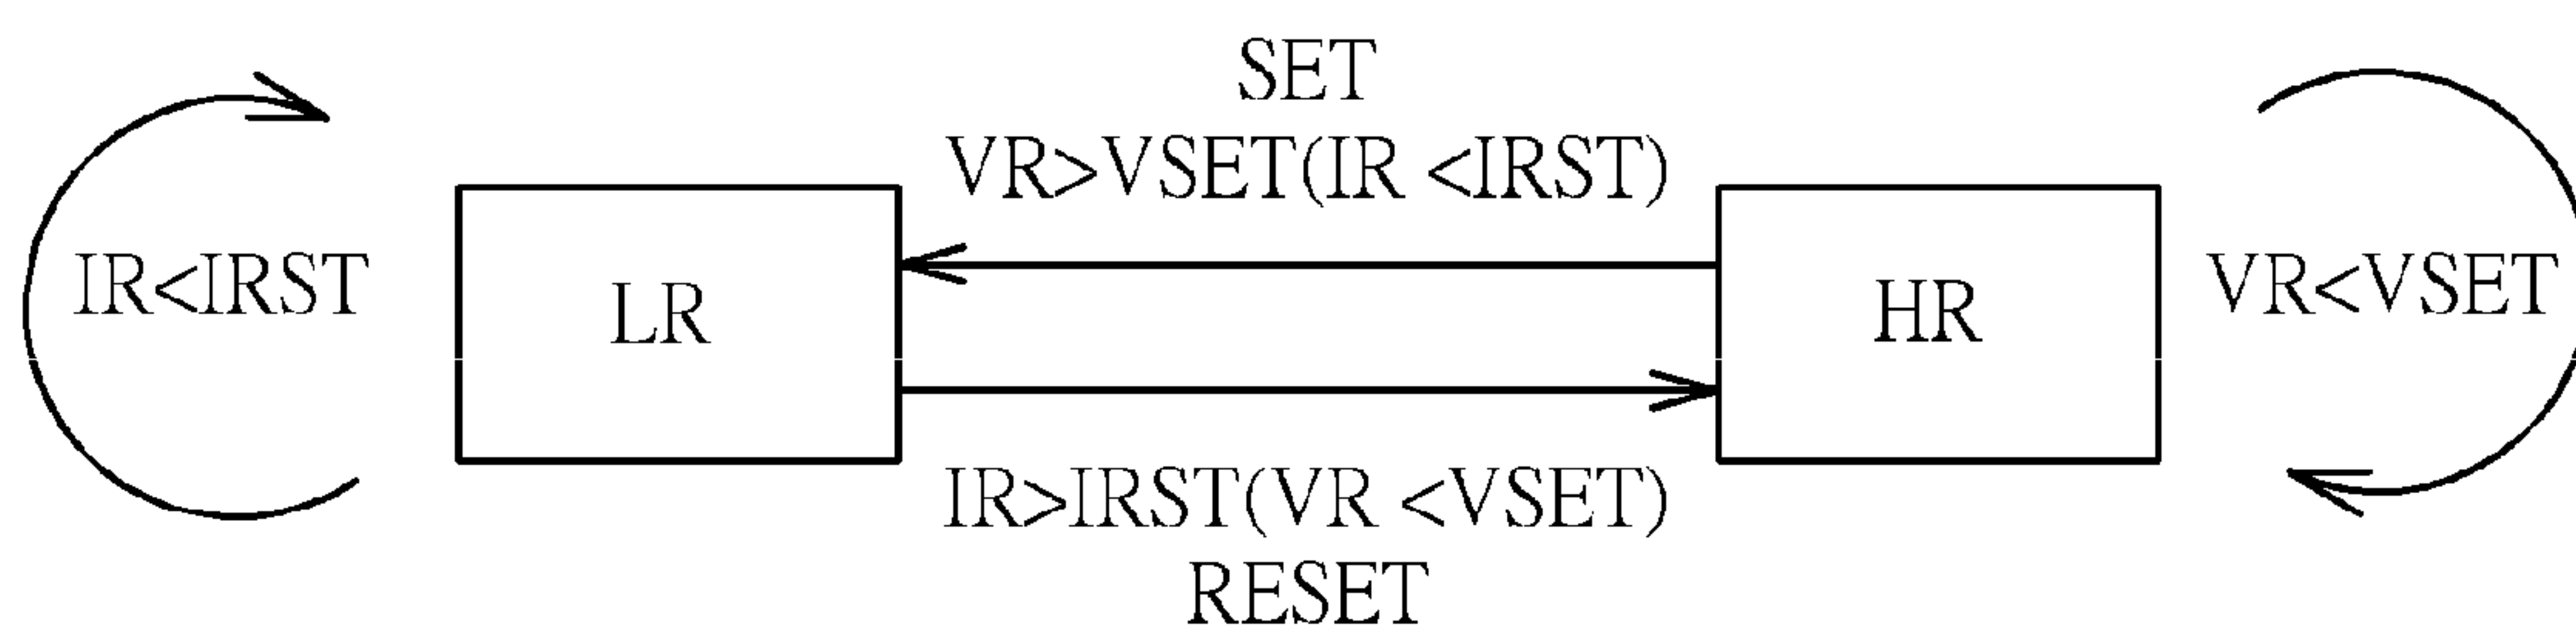 SET
VR>VSET(IR <IRST)
IR<IRST
LR
HR
VR<VSET
IR>IRST(VR <VSET)
RESET